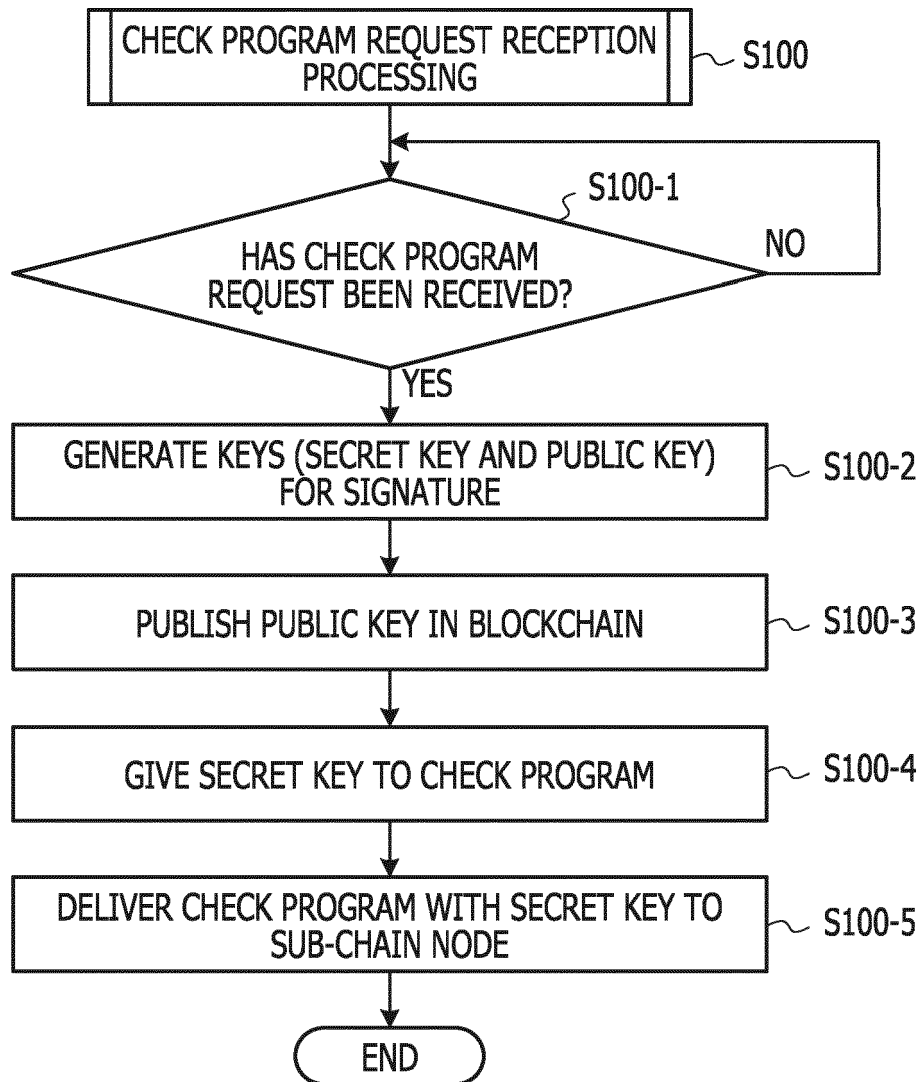 CHECK PROGRAM REQUEST RECEPTION
PROCESSING
S100
S100-1
HAS CHECK PROGRAM
REQUEST BEEN RECEIVED?
NO
YES
GENERATE KEYS (SECRET KEY AND PUBLIC KEY)
FOR SIGNATURE
S100-2
PUBLISH PUBLIC KEY IN BLOCKCHAIN
S100-3
GIVE SECRET KEY TO CHECK PROGRAM
S100-4
DELIVER CHECK PROGRAM WITH SECRET KEY TO
SUB-CHAIN NODE
S100-5
END